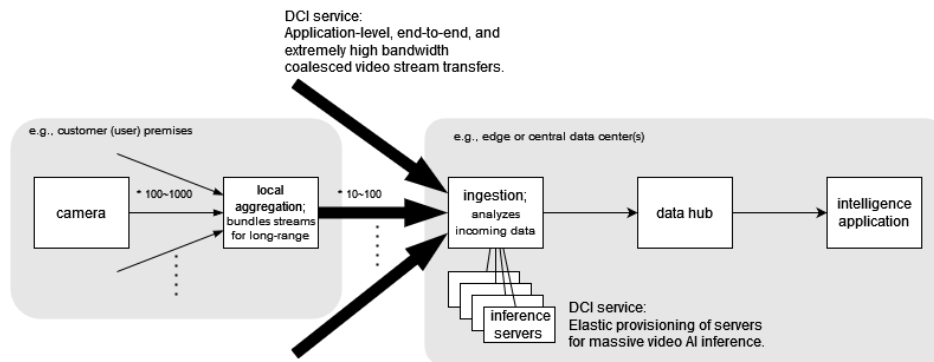 DCI service:
Application-level, end-to-end, and
extremely high bandwidth
coalesced video stream transfers.
e.g., customer (user) premises
e.g., edge or central data center(s)
camera
* 100~1000
local
aggregation;
bundles streams
for long-range
* 10~100
ingestion;
analyzes
incoming data
data hub
intelligence
application
inference
servers
DCI service:
Elastic provisioning of servers
for massive video AI inference.